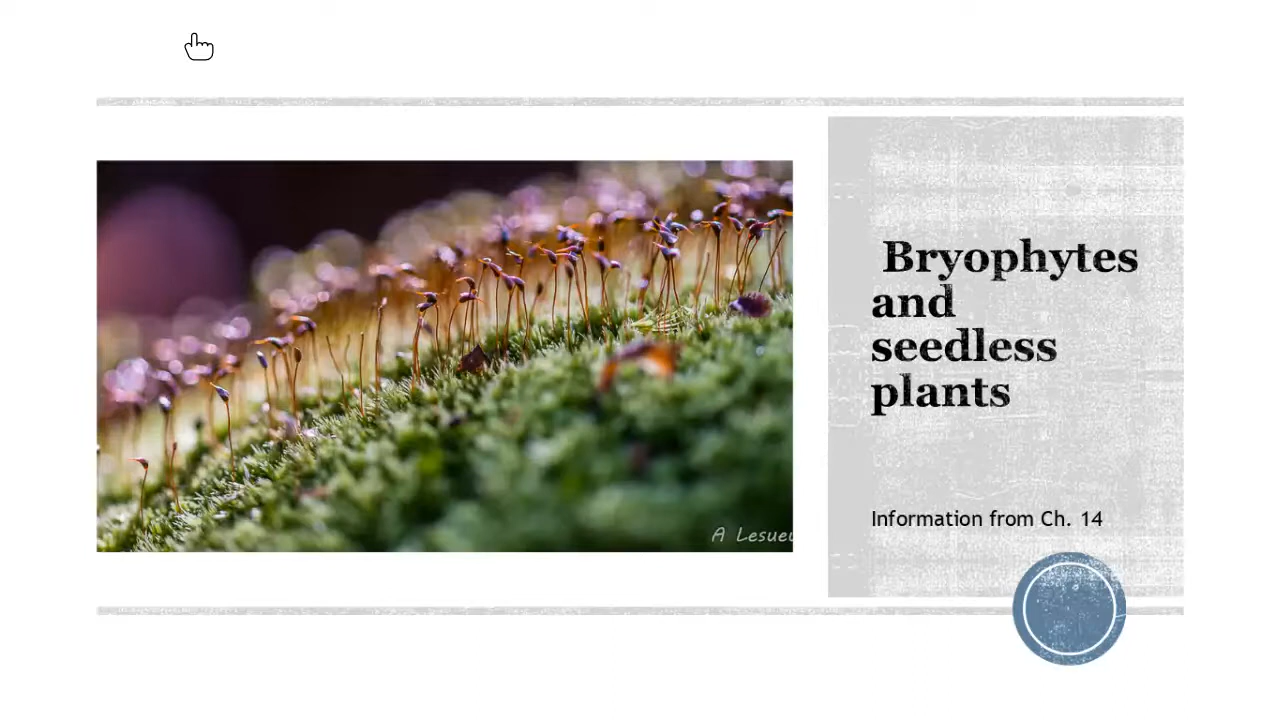 Bryophytes
and
seedless
plants
Information from Ch. 14
A Lesueu